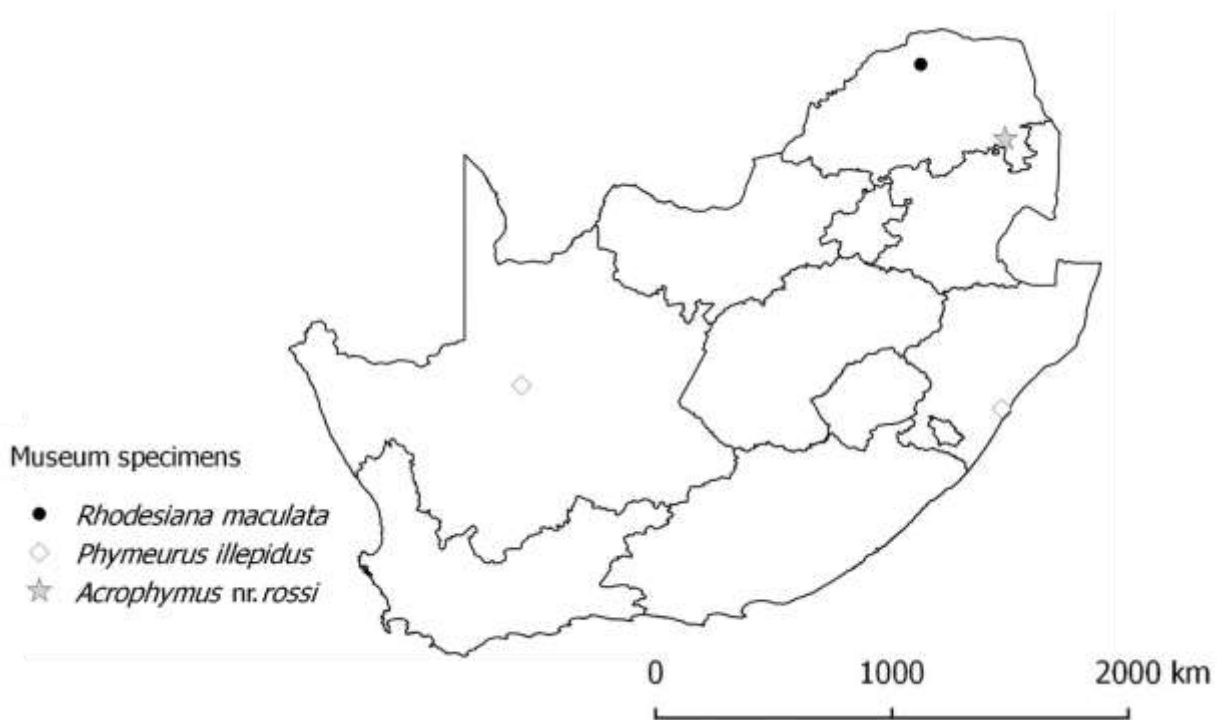 Museum specimens
Rhodesiana maculata
Phymeurus illepidus
Acrophymus nr. rossi
0 1000 2000 km